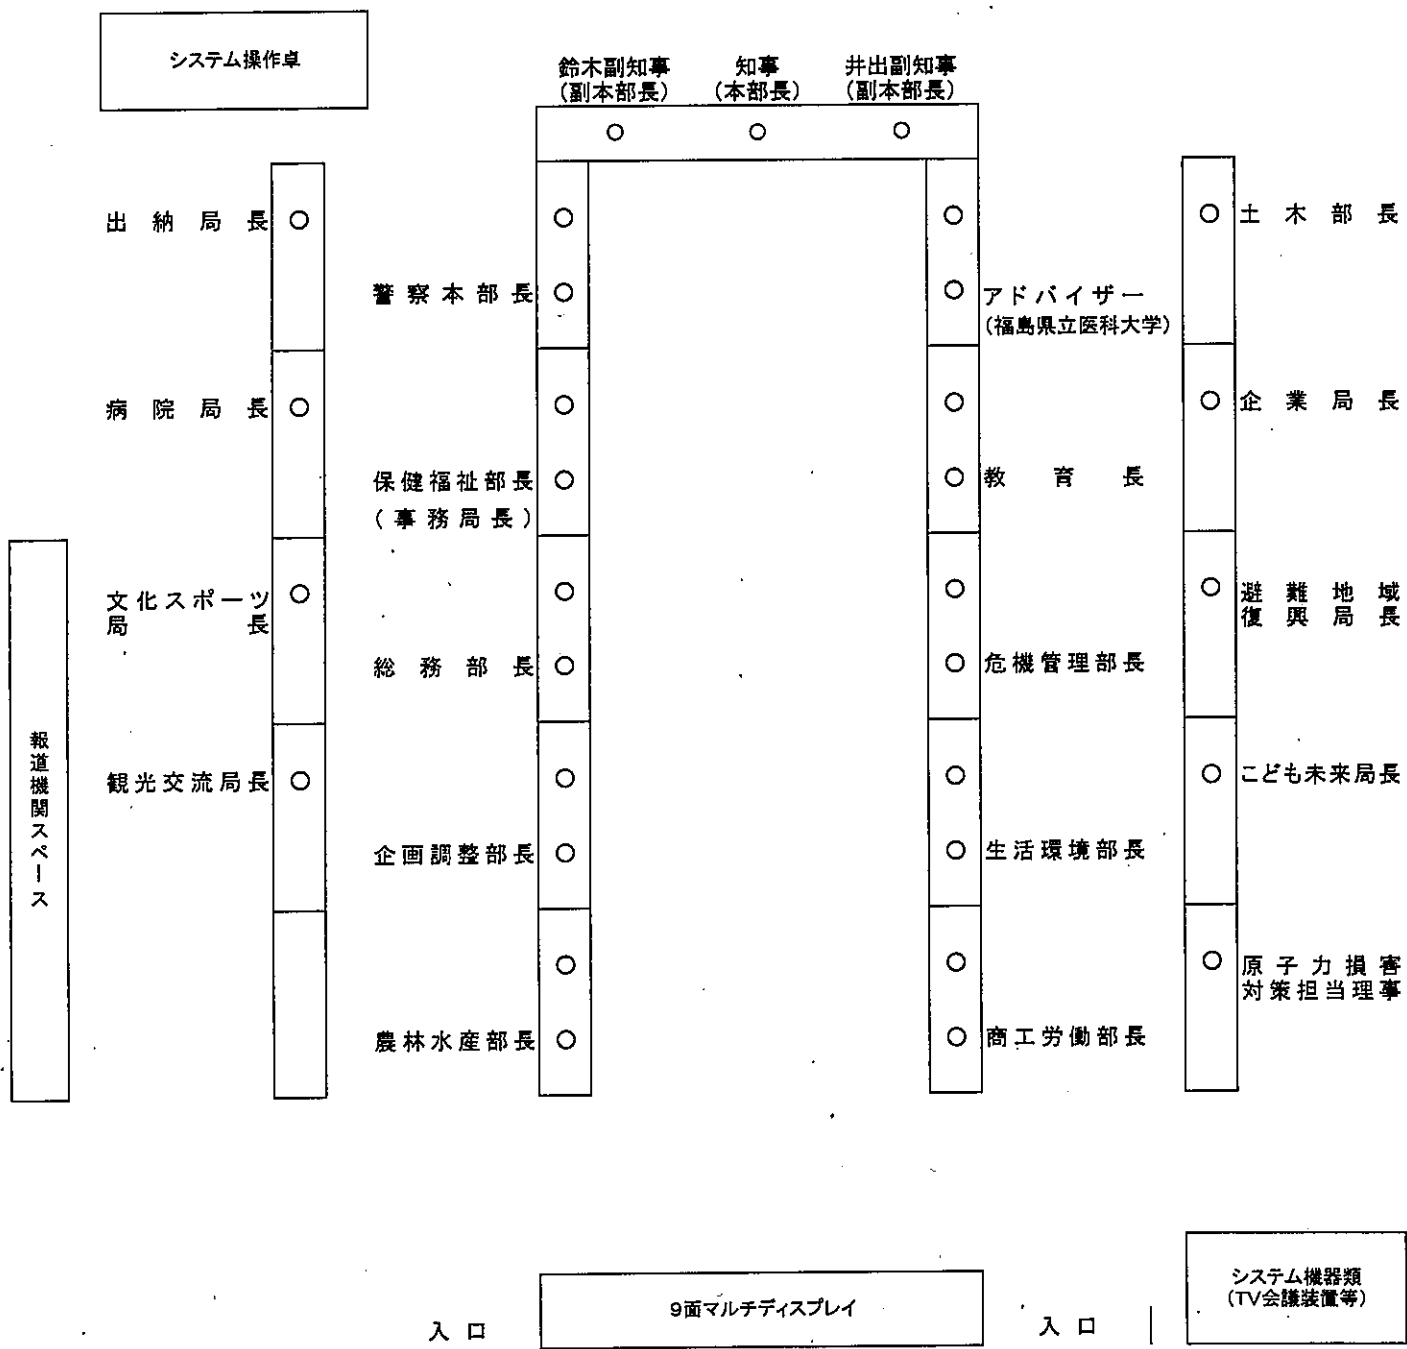 システム操作卓
鈴木副知事
(副本部長)
知事
(本部長)
井出副知事
(副本部長)
出納局長
警察本部長
アドバイザー
(福島県立医科大学)
土木部長
病院局長
保健福祉部長
(事務局長)
教育長
企業局長
文化スポーツ
局長
総務部長
危機管理部長
避難地域
復興局長
観光交流局長
企画調整部長
生活環境部長
こども未来局長
農林水産部長
商工労働部長
原子力損害
対策担当理事
報道機関スペース
入口
9面マルチディスプレイ
入口
システム機器類
(TV会議装置等)